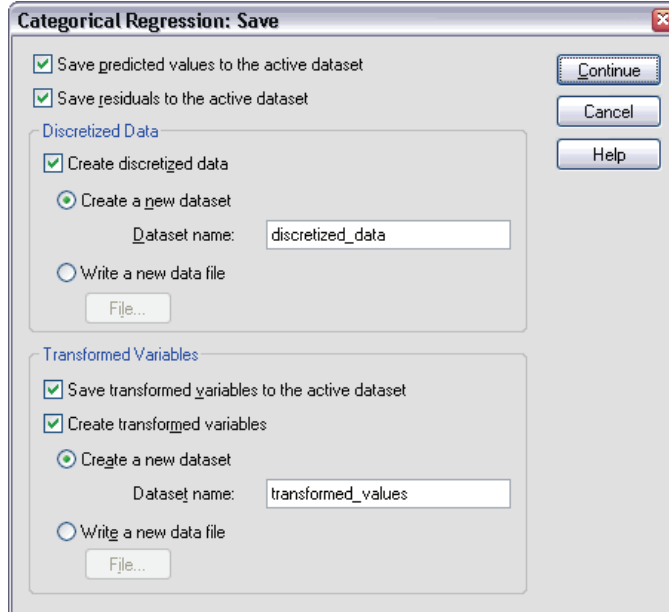 Categorical Regression: Save
Save predicted values to the active dataset
Save residuals to the active dataset
Continue
Cancel
Help
Discretized Data
Create discretized data
Create a new dataset
Dataset name: discretized_data
Write a new data file
File...
Transformed Variables
Save transformed variables to the active dataset
Create transformed variables
Create a new dataset
Dataset name: transformed_values
Write a new data file
File...